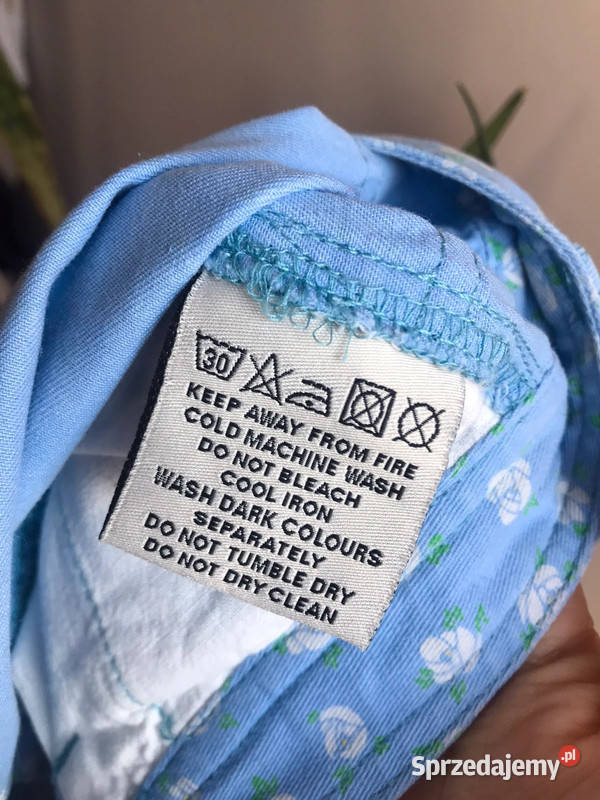 30
KEEP AWAY FROM FIRE
COLD MACHINE WASH
DO NOT BLEACH
COOL IRON
WASH DARK COLOURS
SEPARATELY
DO NOT TUMBLE DRY
DO NOT DRY CLEAN
Sprzedajemy.pl